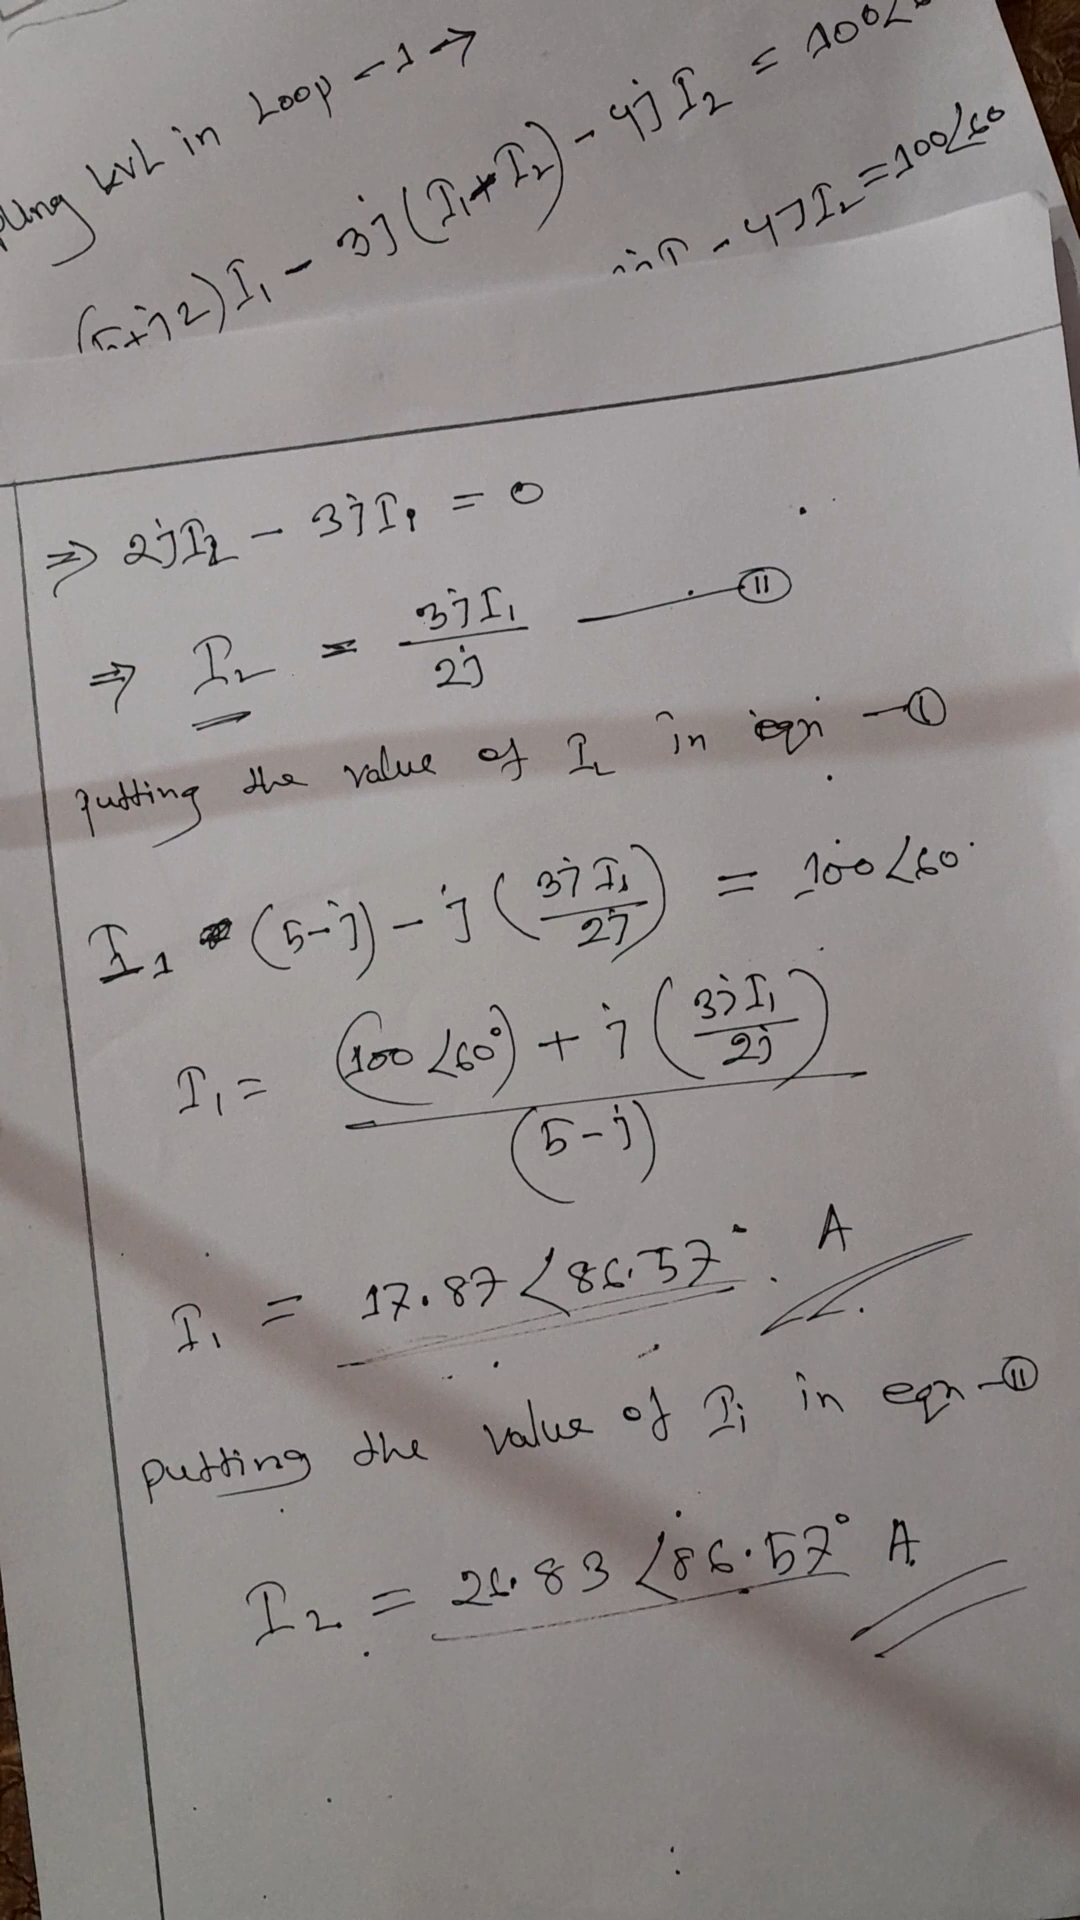 KVL in Loop-1 →
(5+j2)I₁ - 3j(I₁+I₂) - 4jI₂ = 100∠
- 4jI₂ = 100∠60
⇒ 2jI₂ - 3jI₁ = 0
⇒ I₂ = 3jI₁/2j —— (II)
putting the value of I₂ in eqn - (I)
I₁ (5-j) - j(3jI₁/2j) = 100∠60°
I₁ = ((100∠60°) + j(3jI₁/2j))/(5-j)
I₁ = 17.87∠86.57° A
putting the value of I₁ in eqn - (II)
I₂ = 26.83∠86.57° A.